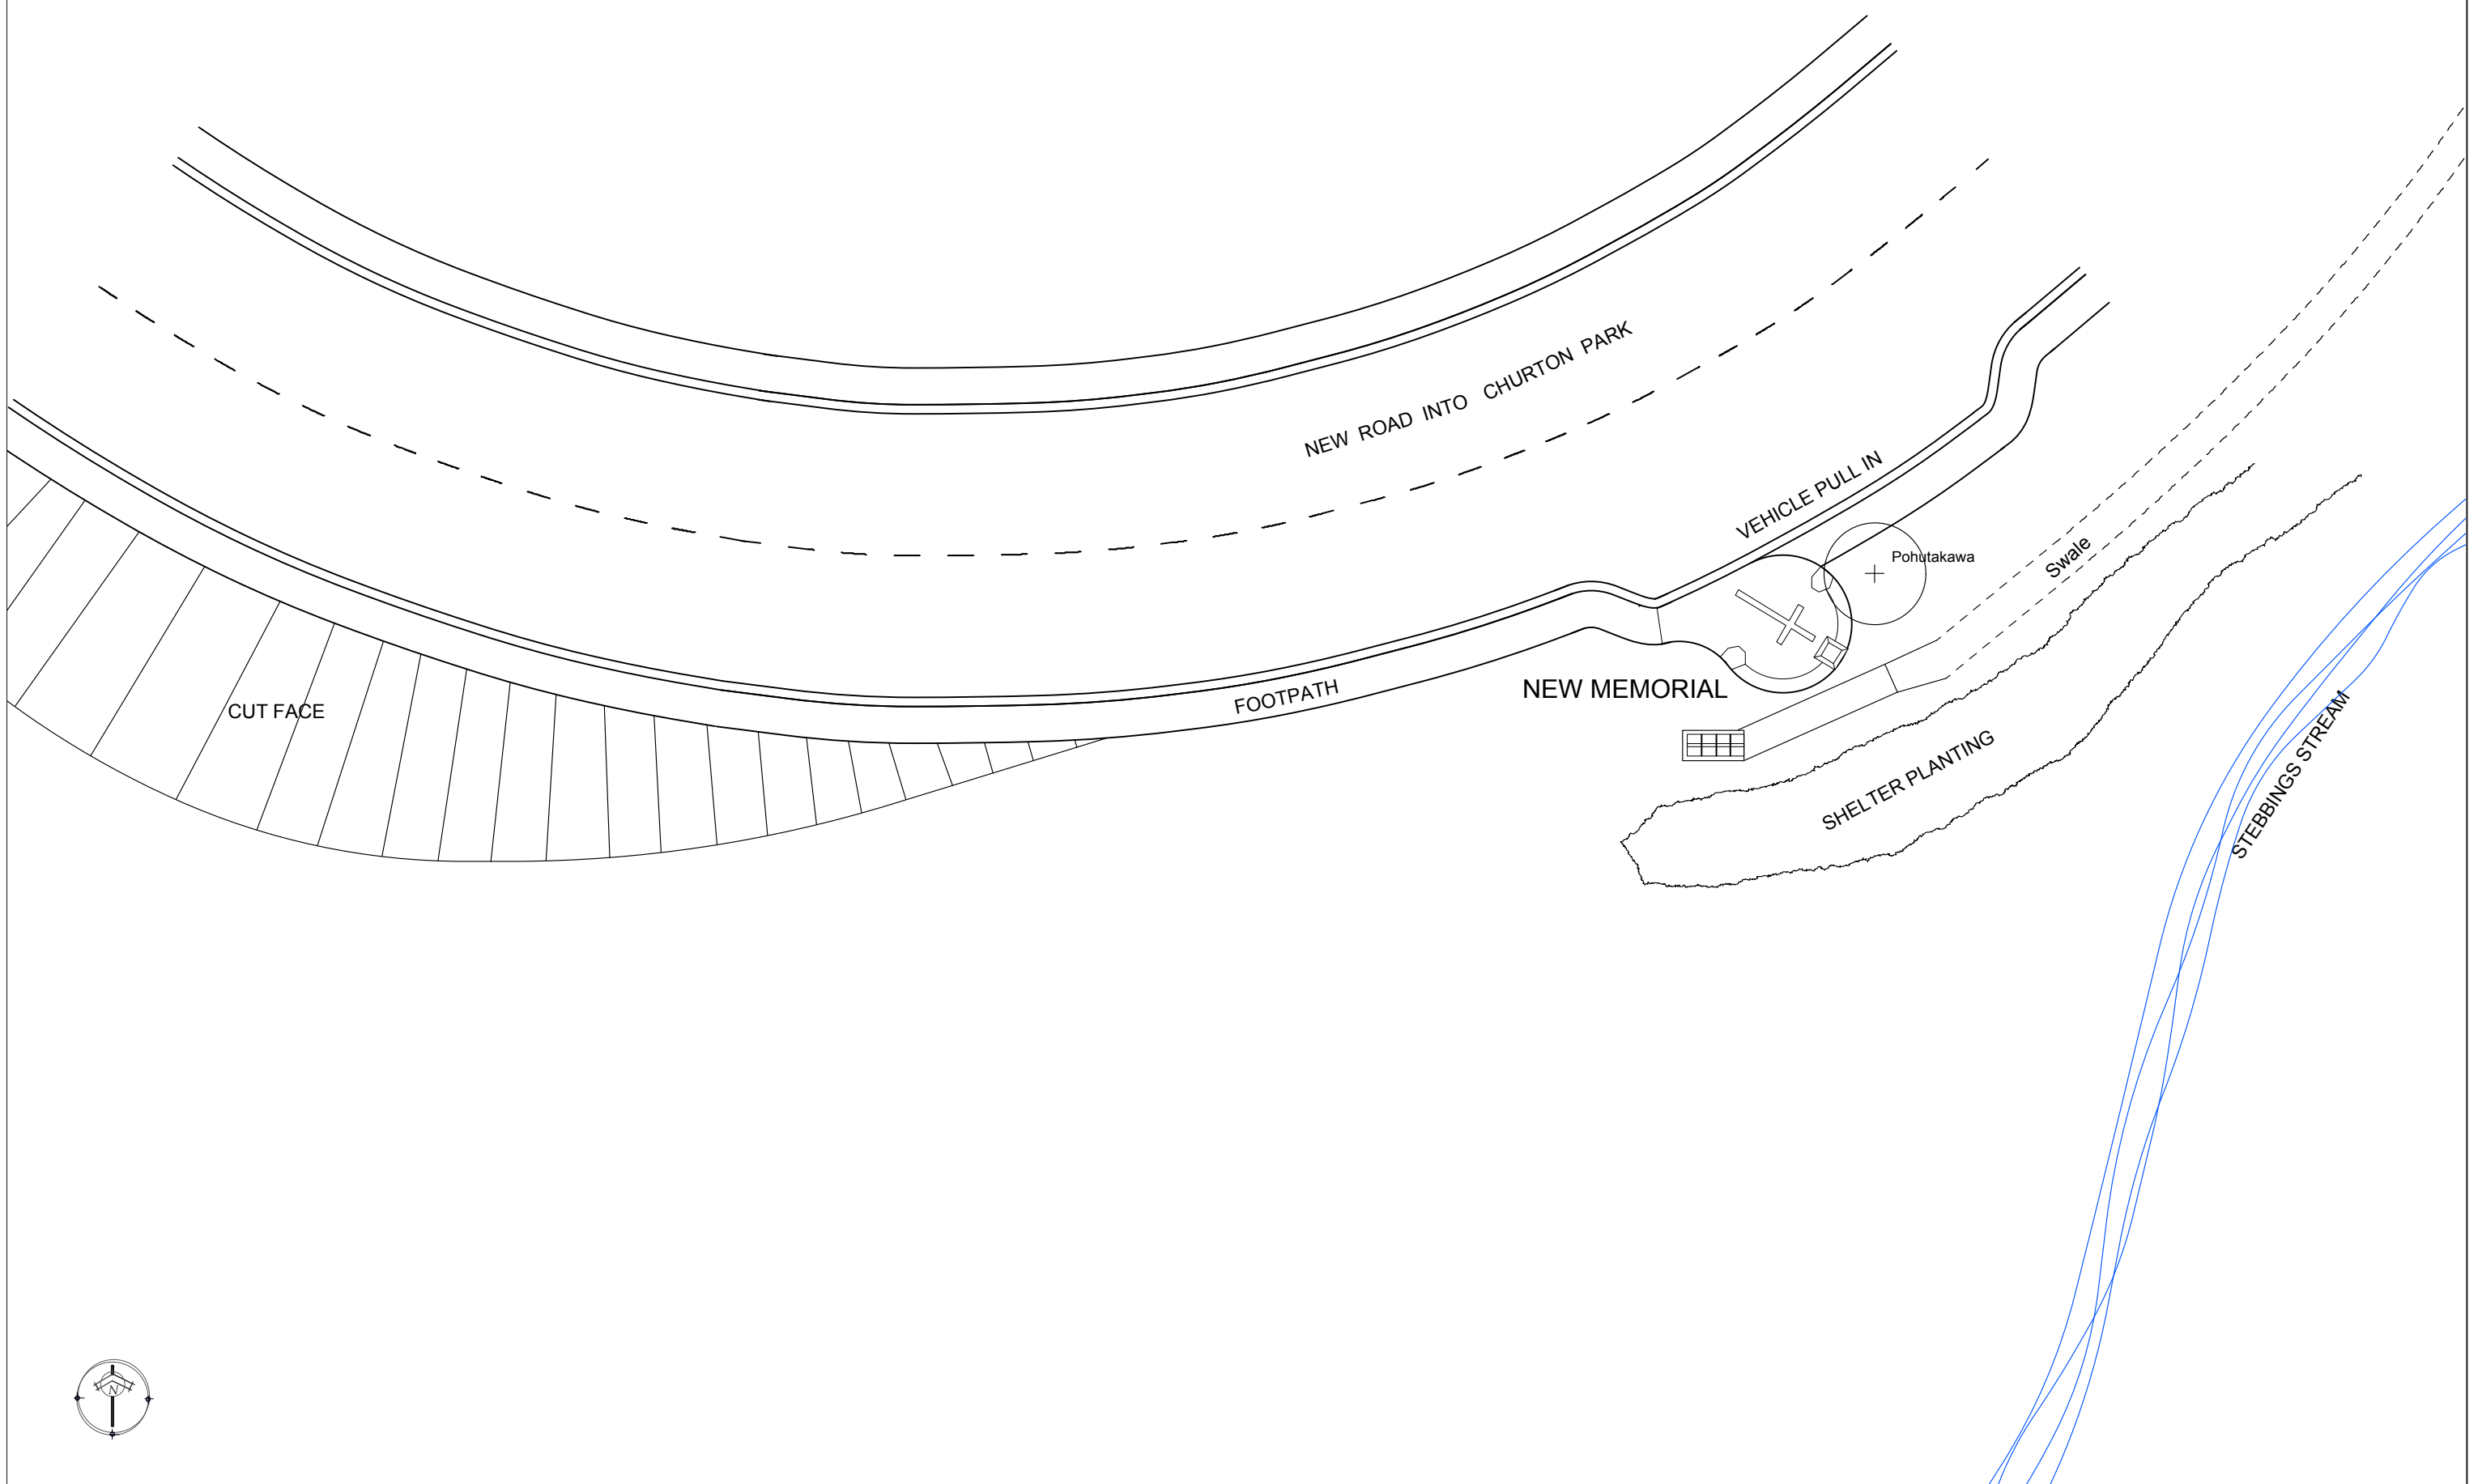 NEW ROAD INTO CHURTON PARK
VEHICLE PULL IN
Pohutakawa
Swale
FOOTPATH
NEW MEMORIAL
CUT FACE
SHELTER PLANTING
STEBBINGS STREAM
N